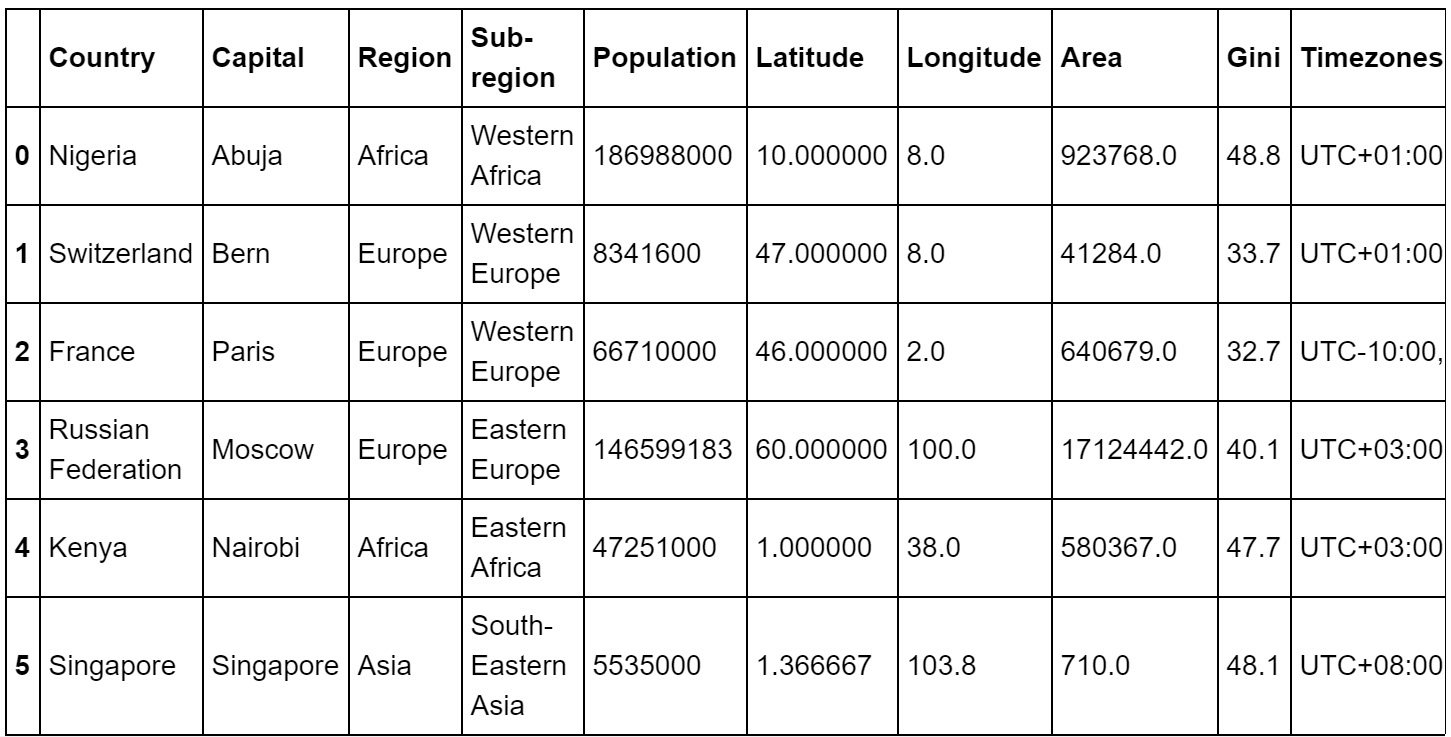 Country Capital Region Sub-region Population Latitude Longitude Area Gini Timezones
0 Nigeria Abuja Africa Western Africa 186988000 10.000000 8.0 923768.0 48.8 UTC+01:00
1 Switzerland Bern Europe Western Europe 8341600 47.000000 8.0 41284.0 33.7 UTC+01:00
2 France Paris Europe Western Europe 66710000 46.000000 2.0 640679.0 32.7 UTC-10:00,
3 Russian Federation Moscow Europe Eastern Europe 146599183 60.000000 100.0 17124442.0 40.1 UTC+03:00
4 Kenya Nairobi Africa Eastern Africa 47251000 1.000000 38.0 580367.0 47.7 UTC+03:00
5 Singapore Singapore Asia South-Eastern Asia 5535000 1.366667 103.8 710.0 48.1 UTC+08:00